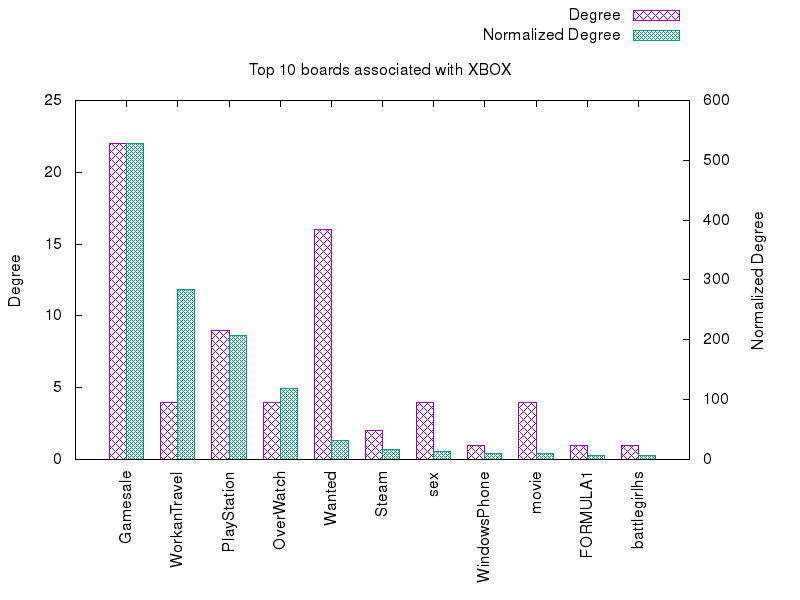 Degree
Normalized Degree
Top 10 boards associated with XBOX
25
20
15
10
5
0
600
500
400
300
200
100
0
Degree
Normalized Degree
Gamesale
WorkanTravel
PlayStation
OverWatch
Wanted
Steam
sex
WindowsPhone
movie
FORMULA1
battlegirlhs